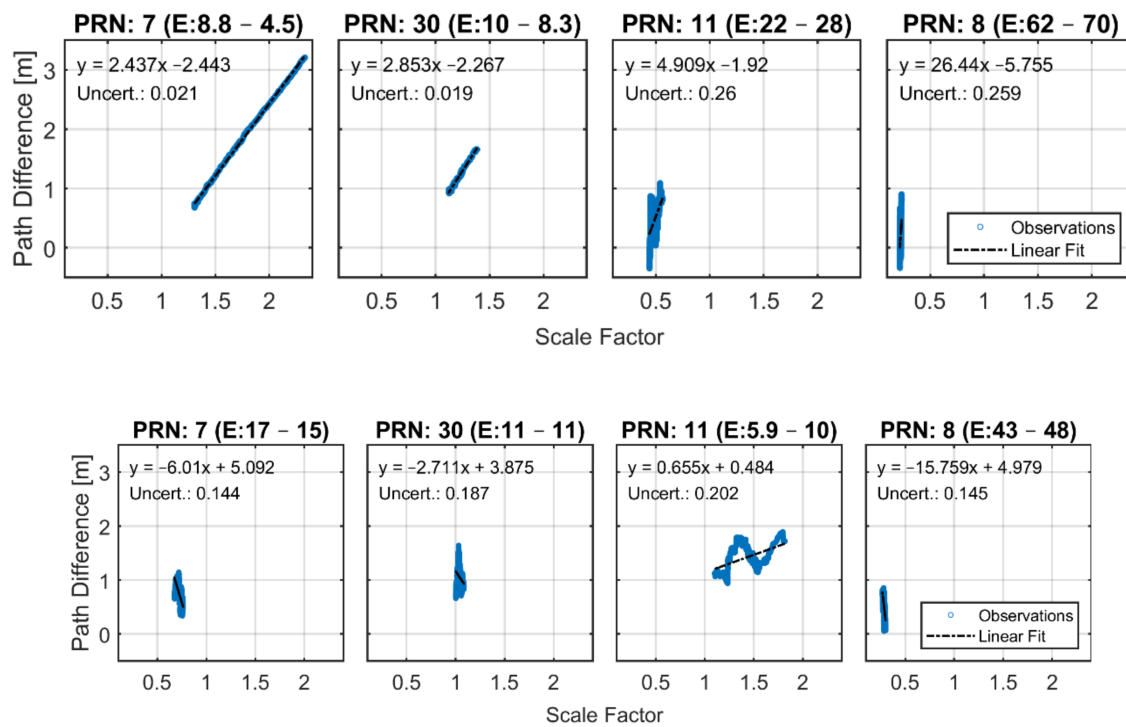 PRN: 7 (E:8.8 – 4.5)
PRN: 30 (E:10 – 8.3)
PRN: 11 (E:22 – 28)
PRN: 8 (E:62 – 70)
y = 2.437x −2.443
Uncert.: 0.021
y = 2.853x −2.267
Uncert.: 0.019
y = 4.909x −1.92
Uncert.: 0.26
y = 26.44x −5.755
Uncert.: 0.259
Path Difference [m]
3
2
1
0
Observations
Linear Fit
0.5 1 1.5 2
0.5 1 1.5 2
0.5 1 1.5 2
0.5 1 1.5 2
Scale Factor
PRN: 7 (E:17 – 15)
PRN: 30 (E:11 – 11)
PRN: 11 (E:5.9 – 10)
PRN: 8 (E:43 – 48)
y = −6.01x + 5.092
Uncert.: 0.144
y = −2.711x + 3.875
Uncert.: 0.187
y = 0.655x + 0.484
Uncert.: 0.202
y = −15.759x + 4.979
Uncert.: 0.145
Path Difference [m]
3
2
1
0
Observations
Linear Fit
0.5 1 1.5 2
0.5 1 1.5 2
0.5 1 1.5 2
0.5 1 1.5 2
Scale Factor